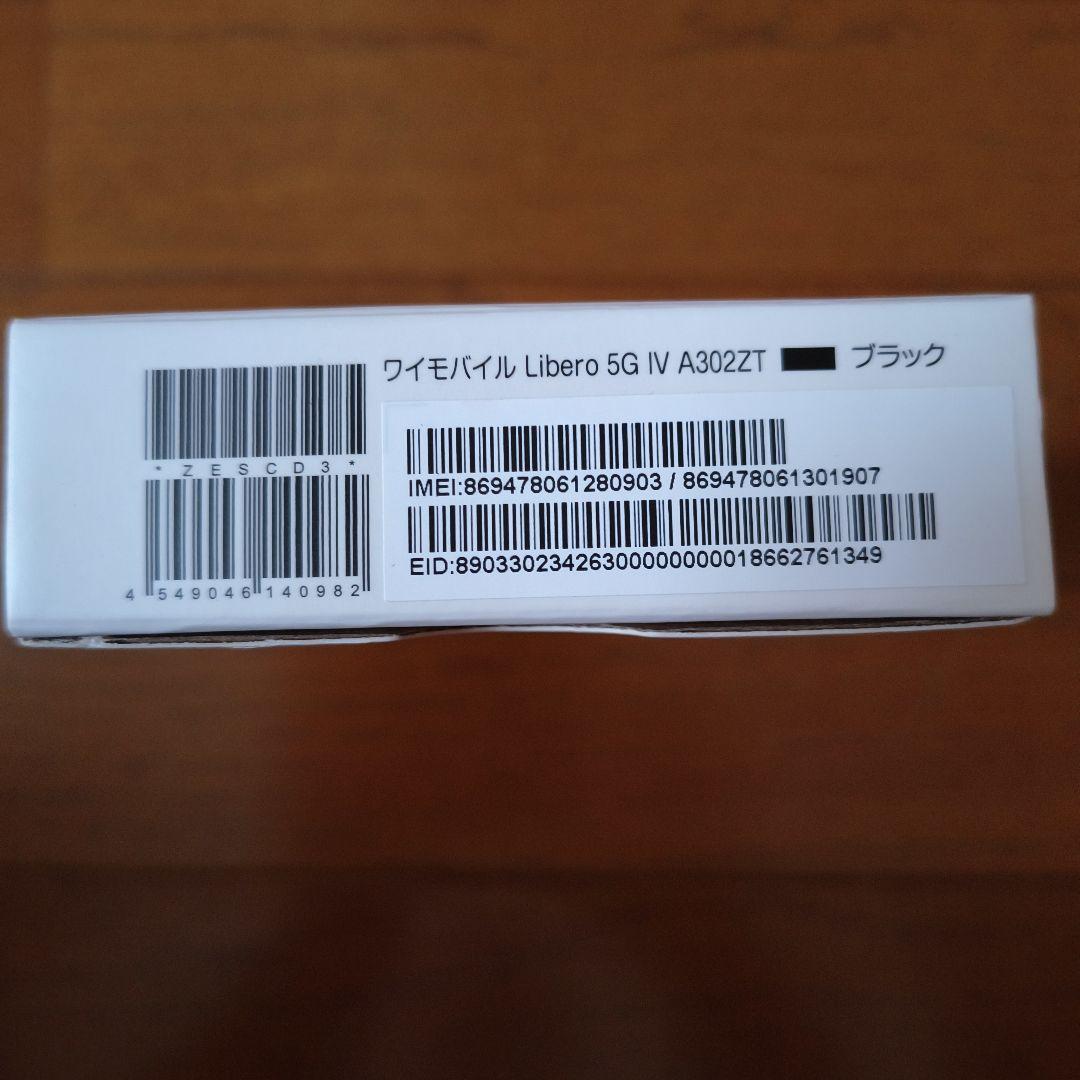 ワイモバイル Libero 5G IV A302ZT ブラック
*ZESCD3*
4 549046 140982
IMEI:869478061280903 / 869478061301907
EID:89033023426300000000018662761349